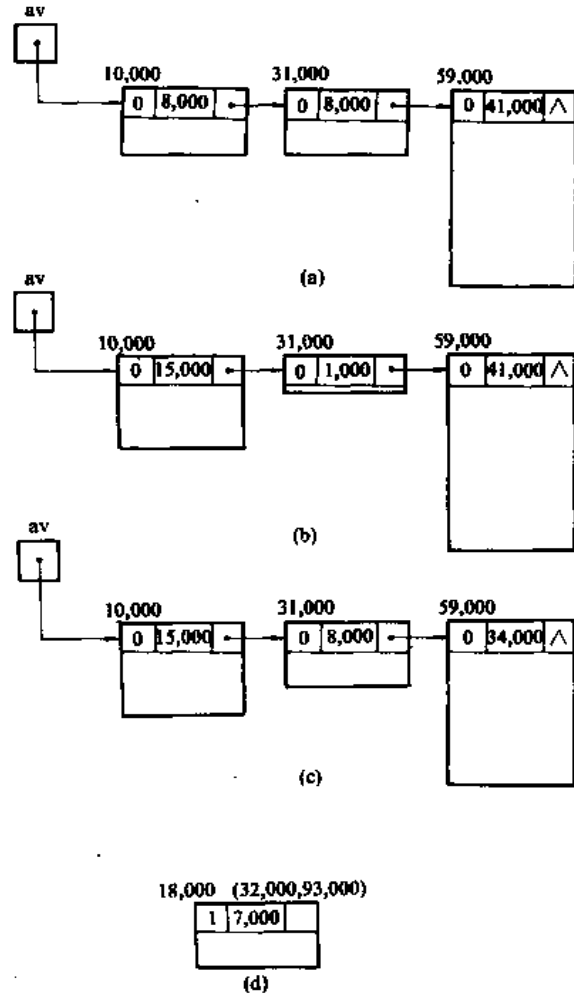 av
10,000 31,000 59,000
0 8,000 0 8,000 0 41,000 ∧
(a)
av
10,000 31,000 59,000
0 15,000 0 1,000 0 41,000 ∧
(b)
av
10,000 31,000 59,000
0 15,000 0 8,000 0 34,000 ∧
(c)
18,000 (32,000,93,000)
1 7,000
(d)